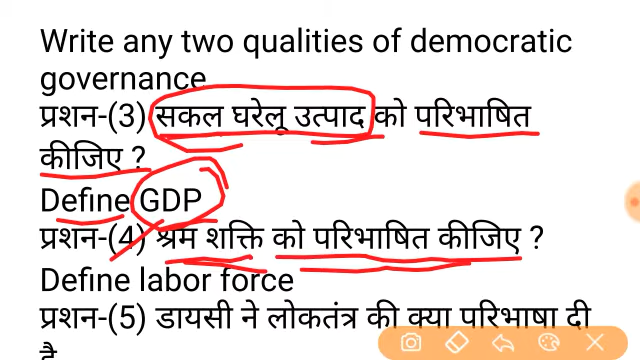 Write any two qualities of democratic
governance
प्रशन-(3) सकल घरेलू उत्पाद को परिभाषित
कीजिए ?
Define GDP
प्रशन-(4) श्रम शक्ति को परिभाषित कीजिए ?
Define labor force
प्रशन-(5) डायसी ने लोकतंत्र की क्या परिभाषा दी
है